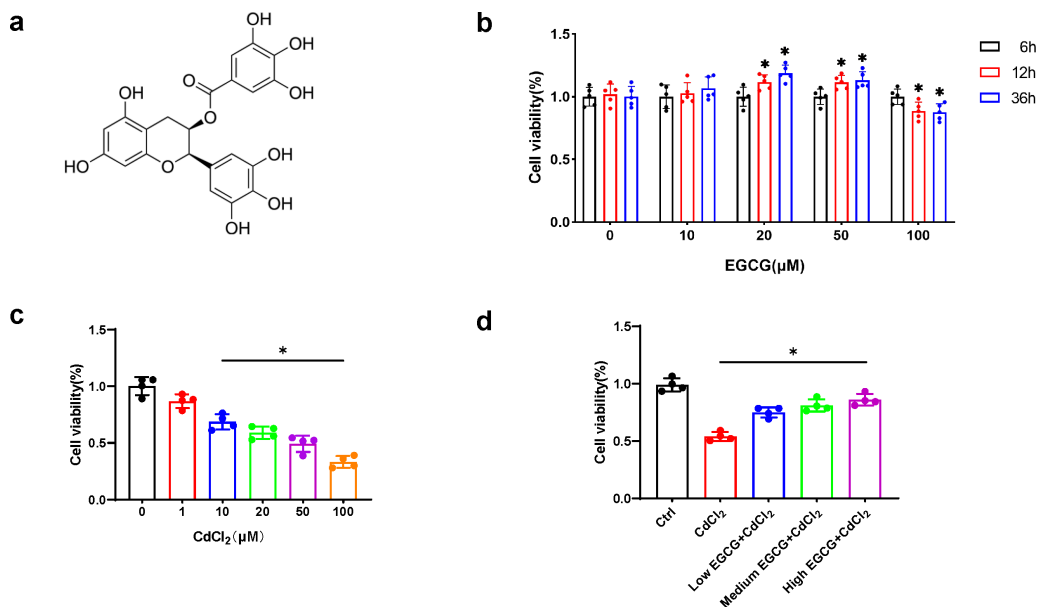 a
OH
OH
OH
O
O
OH
HO
O
OH
OH
OH
b
Cell viability(%)
1.5
1.0
0.5
0.0
* * * * * *
0 10 20 50 100
EGCG(μM)
6h
12h
36h
c
Cell viability(%)
1.5
1.0
0.5
0.0
*
0 1 10 20 50 100
CdCl₂(μM)
d
Cell viability(%)
1.5
1.0
0.5
0.0
*
Ctrl
CdCl₂
Low EGCG+CdCl₂
Medium EGCG+CdCl₂
High EGCG+CdCl₂